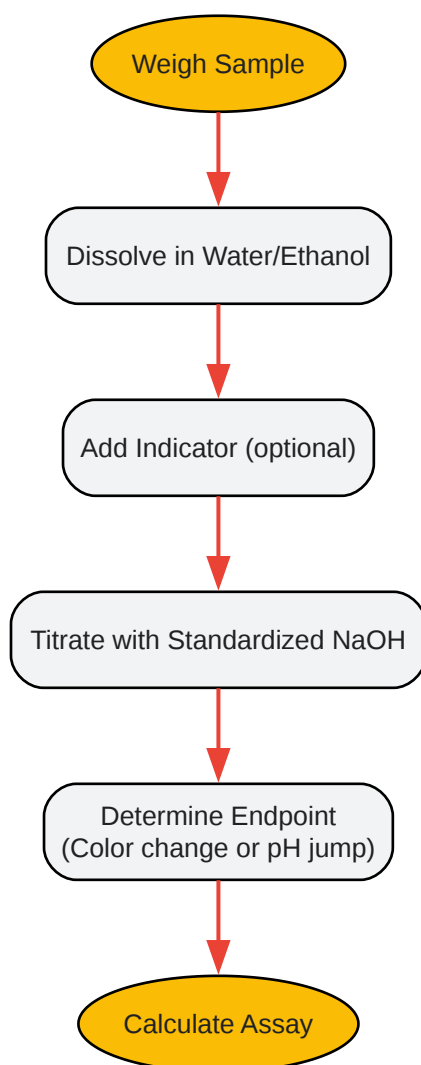 Weigh Sample
Dissolve in Water/Ethanol
Add Indicator (optional)
Titrate with Standardized NaOH
Determine Endpoint
(Color change or pH jump)
Calculate Assay